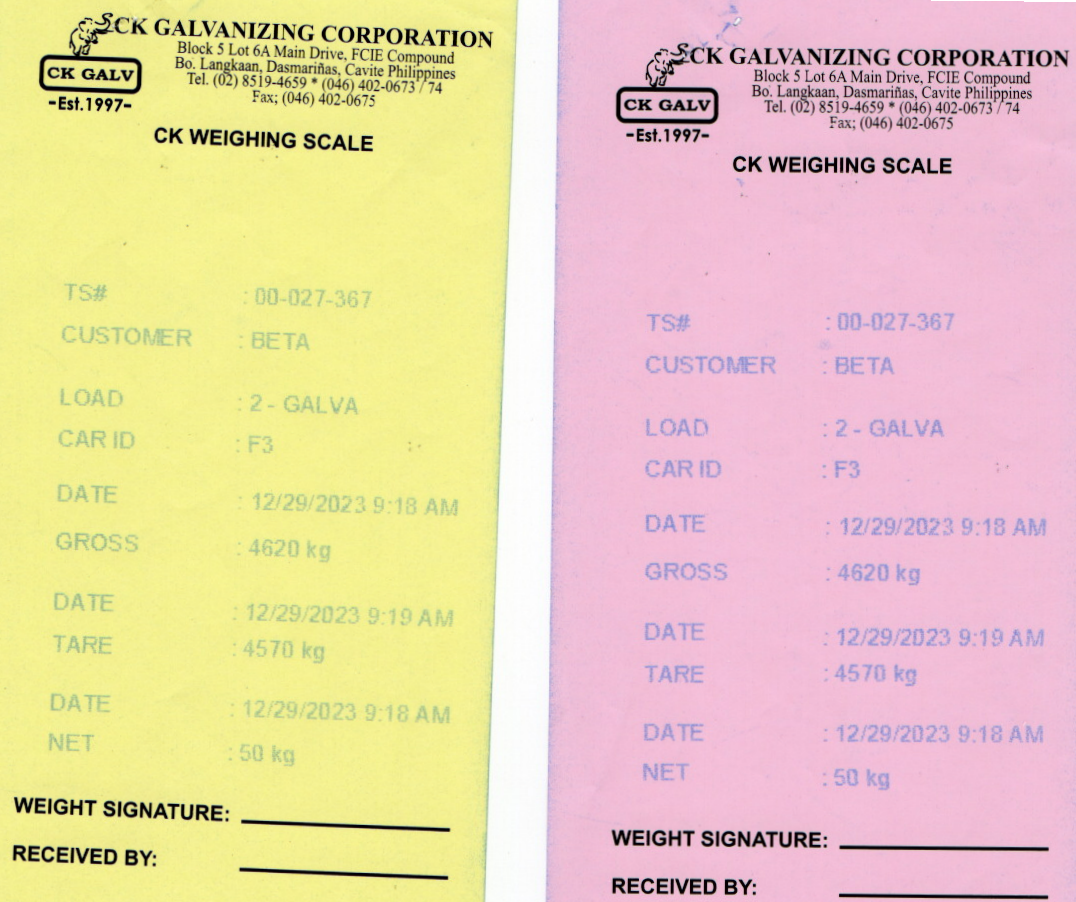 CK GALVANIZING CORPORATION
Block 5 Lot 6A Main Drive, FCIE Compound
Bo. Langkaan, Dasmariñas, Cavite Philippines
Tel. (02) 8519-4659 * (046) 402-0673 / 74
Fax; (046) 402-0675
CK GALV
-Est.1997-
CK WEIGHING SCALE
TS# : 00-027-367
CUSTOMER : BETA
LOAD : 2 - GALVA
CAR ID : F3
DATE : 12/29/2023 9:18 AM
GROSS : 4620 kg
DATE : 12/29/2023 9:19 AM
TARE : 4570 kg
DATE : 12/29/2023 9:18 AM
NET : 50 kg
WEIGHT SIGNATURE:
RECEIVED BY:
CK GALVANIZING CORPORATION
Block 5 Lot 6A Main Drive, FCIE Compound
Bo. Langkaan, Dasmariñas, Cavite Philippines
Tel. (02) 8519-4659 * (046) 402-0673 / 74
Fax; (046) 402-0675
CK GALV
-Est.1997-
CK WEIGHING SCALE
TS# : 00-027-367
CUSTOMER : BETA
LOAD : 2 - GALVA
CAR ID : F3
DATE : 12/29/2023 9:18 AM
GROSS : 4620 kg
DATE : 12/29/2023 9:19 AM
TARE : 4570 kg
DATE : 12/29/2023 9:18 AM
NET : 50 kg
WEIGHT SIGNATURE:
RECEIVED BY: